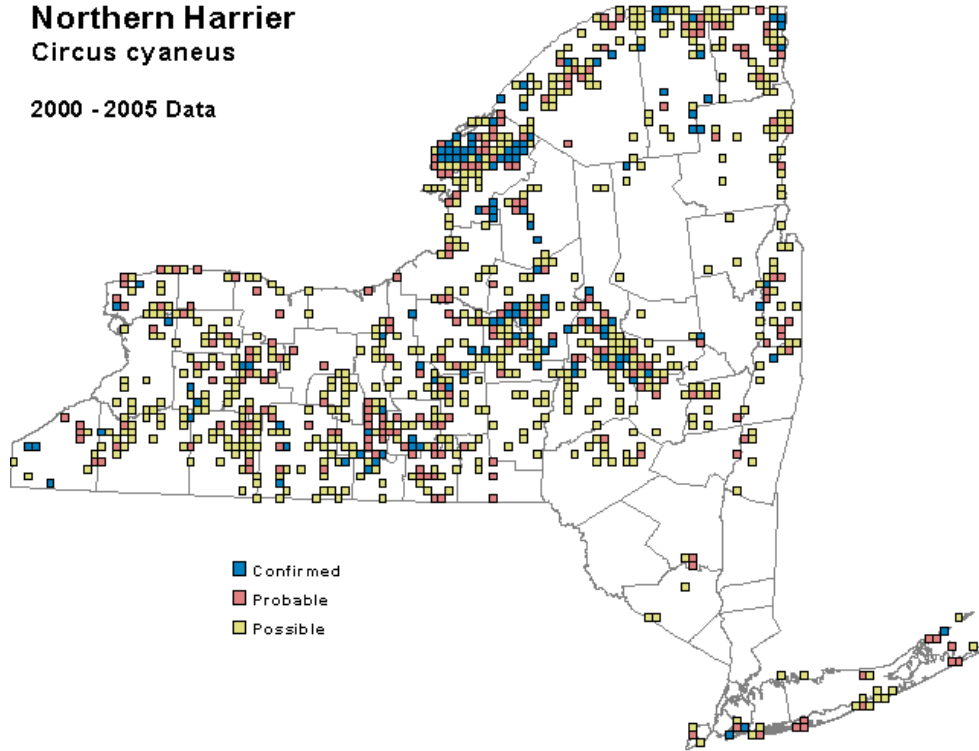 Northern Harrier
Circus cyaneus
2000 - 2005 Data
Confirmed
Probable
Possible